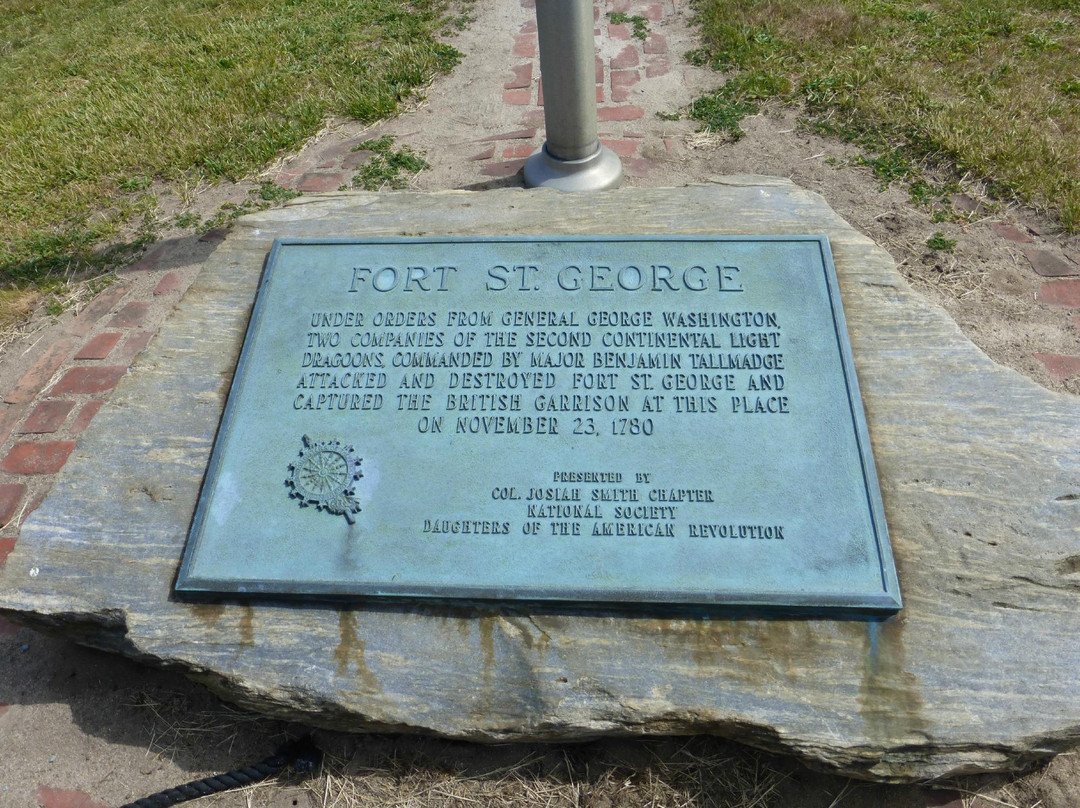 FORT ST. GEORGE
UNDER ORDERS FROM GENERAL GEORGE WASHINGTON,
TWO COMPANIES OF THE SECOND CONTINENTAL LIGHT
DRAGOONS, COMMANDED BY MAJOR BENJAMIN TALLMADGE
ATTACKED AND DESTROYED FORT ST. GEORGE AND
CAPTURED THE BRITISH GARRISON AT THIS PLACE
ON NOVEMBER 23, 1780
PRESENTED BY
COL. JOSIAH SMITH CHAPTER
NATIONAL SOCIETY
DAUGHTERS OF THE AMERICAN REVOLUTION